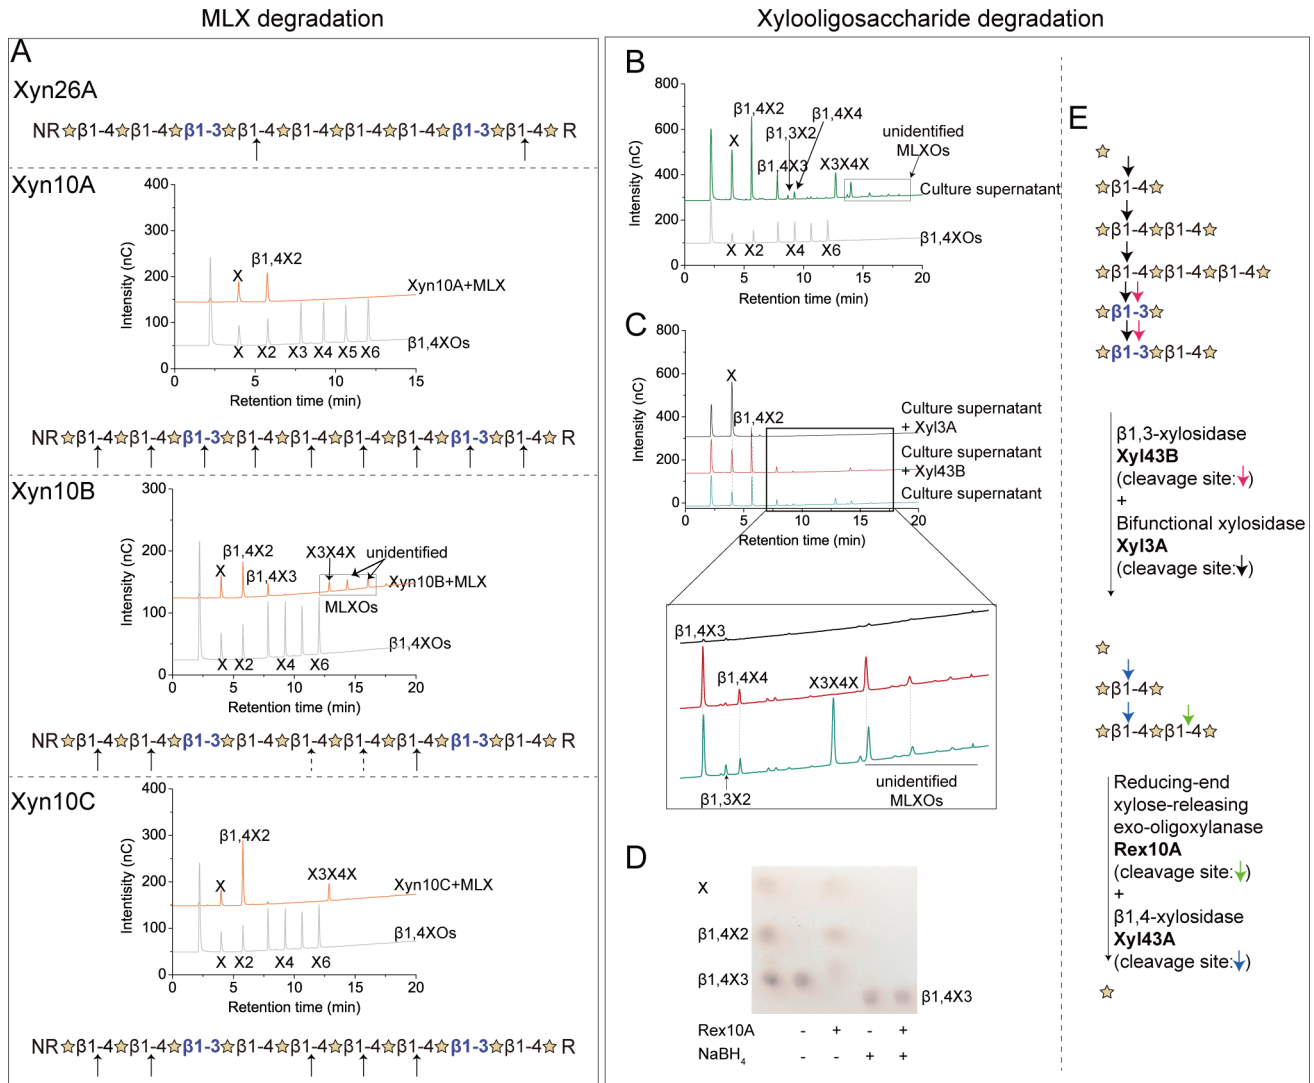 MLX degradation
Xylooligosaccharide degradation
A
Xyn26A
NR☆β1-4☆β1-4☆β1-3☆β1-4☆β1-4☆β1-4☆β1-4☆β1-3☆β1-4☆R
Xyn10A
400
300
200
100
0
Intensity (nC)
X
β1,4X2
Xyn10A+MLX
β1,4XOs
X X2 X3 X4 X5 X6
0 5 10 15
Retention time (min)
NR☆β1-4☆β1-4☆β1-3☆β1-4☆β1-4☆β1-4☆β1-4☆β1-3☆β1-4☆R
Xyn10B
300
200
100
0
Intensity (nC)
X
β1,4X2
β1,4X3
X3X4X
unidentified
Xyn10B+MLX
MLXOs
β1,4XOs
X X2 X4 X6
0 5 10 15 20
Retention time (min)
NR☆β1-4☆β1-4☆β1-3☆β1-4☆β1-4☆β1-4☆β1-4☆β1-3☆β1-4☆R
Xyn10C
400
300
200
100
0
Intentisity (nC)
X
β1,4X2
X3X4X
Xyn10C+MLX
β1,4XOs
X X2 X4 X6
0 5 10 15 20
Retention time (min)
NR☆β1-4☆β1-4☆β1-3☆β1-4☆β1-4☆β1-4☆β1-4☆β1-3☆β1-4☆R
B
800
600
400
200
0
Intensity (nC)
X
β1,4X2
β1,3X2
β1,4X4
β1,4X3
X3X4X
unidentified
MLXOs
Culture supernatant
β1,4XOs
X X2 X4 X6
0 5 10 15 20
Retention time (min)
C
800
600
400
200
0
Intensity (nC)
X
β1,4X2
Culture supernatant
+ Xyl3A
Culture supernatant
+ Xyl43B
Culture supernatant
0 5 10 15 20
Retention time (min)
β1,4X3
β1,4X4
X3X4X
β1,3X2
unidentified
MLXOs
D
X
β1,4X2
β1,4X3
β1,4X3
Rex10A - + - +
NaBH4 - - + +
E
☆
☆β1-4☆
☆β1-4☆β1-4☆
☆β1-4☆β1-4☆β1-4☆
☆β1-3☆
☆β1-3☆β1-4☆
β1,3-xylosidase
Xyl43B
(cleavage site:↓)
+
Bifunctional xylosidase
Xyl3A
(cleavage site:↓)
☆
☆β1-4☆
☆β1-4☆β1-4☆
Reducing-end
xylose-releasing
exo-oligoxylanase
Rex10A
(cleavage site:↓)
+
β1,4-xylosidase
Xyl43A
(cleavage site:↓)
☆